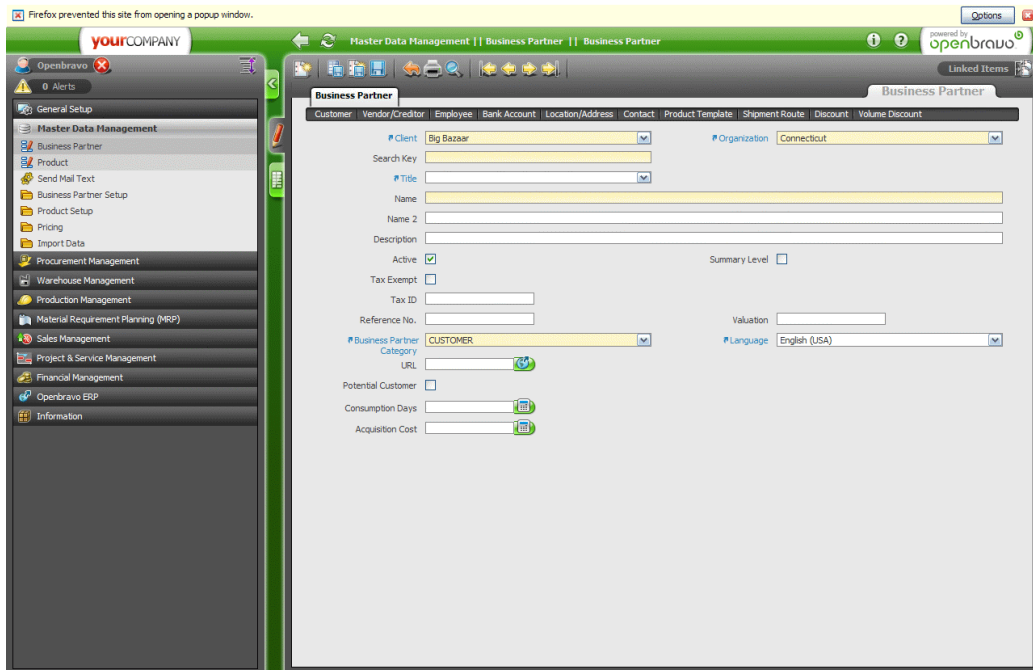 Firefox prevented this site from opening a popup window. Options
yourCOMPANY
Master Data Management || Business Partner || Business Partner
powered by
openbravo
Openbravo
0 Alerts
Linked Items
General Setup
Master Data Management
Business Partner
Product
Send Mail Text
Business Partner Setup
Product Setup
Pricing
Import Data
Procurement Management
Warehouse Management
Production Management
Material Requirement Planning (MRP)
Sales Management
Project & Service Management
Financial Management
Openbravo ERP
Information
Business Partner
Business Partner
Customer Vendor/Creditor Employee Bank Account Location/Address Contact Product Template Shipment Route Discount Volume Discount
Client Big Bazaar Organization Connecticut
Search Key
Title
Name
Name 2
Description
Active Summary Level
Tax Exempt
Tax ID
Reference No. Valuation
Business Partner Category CUSTOMER Language English (USA)
URL
Potential Customer
Consumption Days
Acquisition Cost